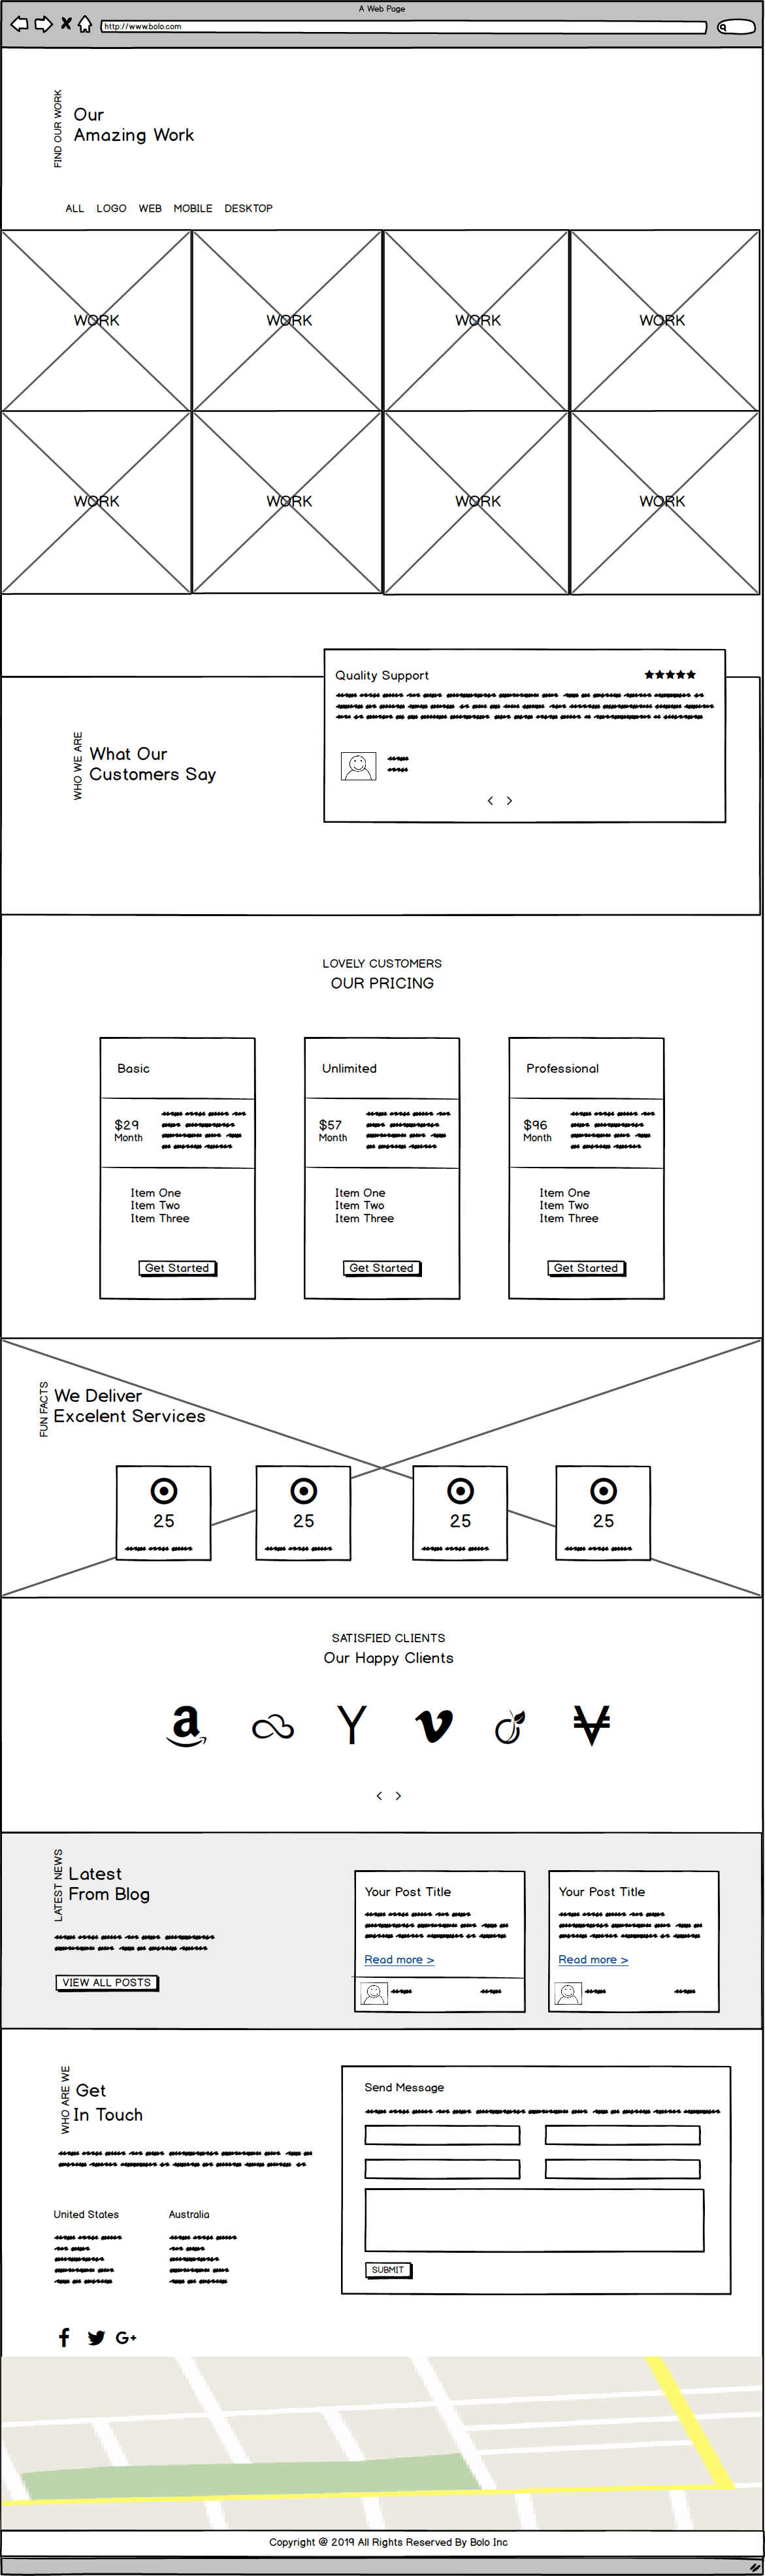 A Web Page
http://www.bolo.com
FIND OUR WORK
Our
Amazing Work
ALL LOGO WEB MOBILE DESKTOP
WORK WORK WORK WORK
WORK WORK WORK WORK
Quality Support
WHO WE ARE
What Our
Customers Say
< >
LOVELY CUSTOMERS
OUR PRICING
Basic
$29
Month
Item One
Item Two
Item Three
Get Started
Unlimited
$57
Month
Item One
Item Two
Item Three
Get Started
Professional
$96
Month
Item One
Item Two
Item Three
Get Started
FUN FACTS
We Deliver
Excelent Services
25 25 25 25
SATISFIED CLIENTS
Our Happy Clients
< >
LATEST NEWS
Latest
From Blog
VIEW ALL POSTS
Your Post Title
Read more >
Your Post Title
Read more >
WHO ARE WE
Get
In Touch
United States
Australia
Send Message
SUBMIT
G+
Copyright @ 2019 All Rights Reserved By Bolo Inc